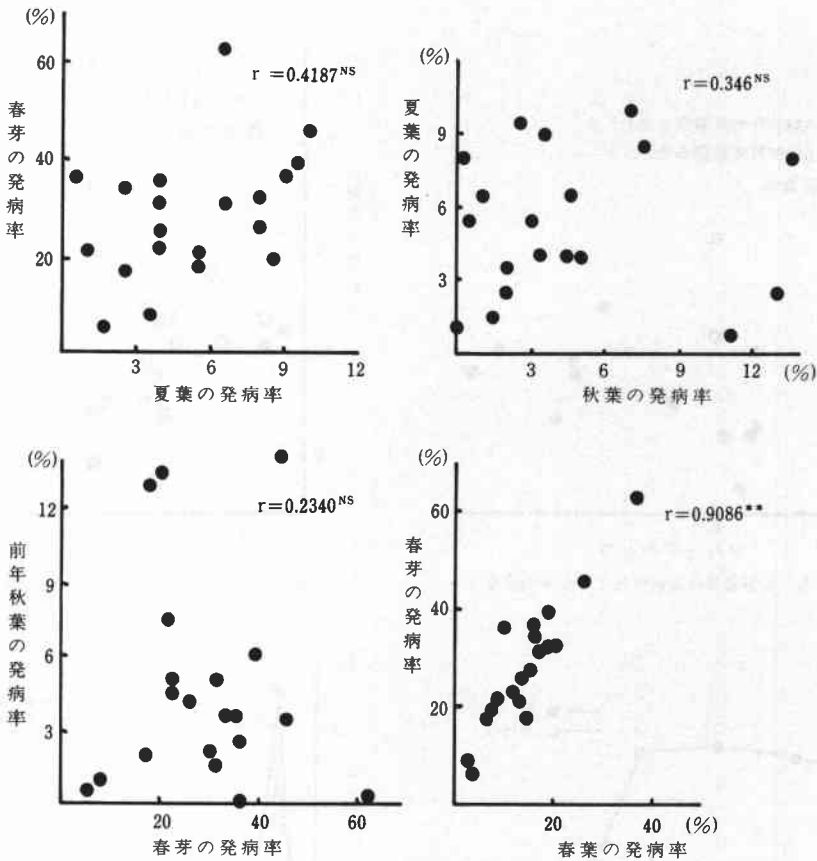 (%)
60
40
20
春芽の発病率
r=0.4187NS
3 6 9 12
夏葉の発病率
(%)
9
6
3
夏葉の発病率
r=0.346NS
3 6 9 12 (%)
秋葉の発病率
(%)
12
9
6
3
前年秋葉の発病率
r=0.2340NS
20 40 60
春芽の発病率
(%)
60
40
20
春芽の発病率
r=0.9086**
20 40 (%)
春葉の発病率